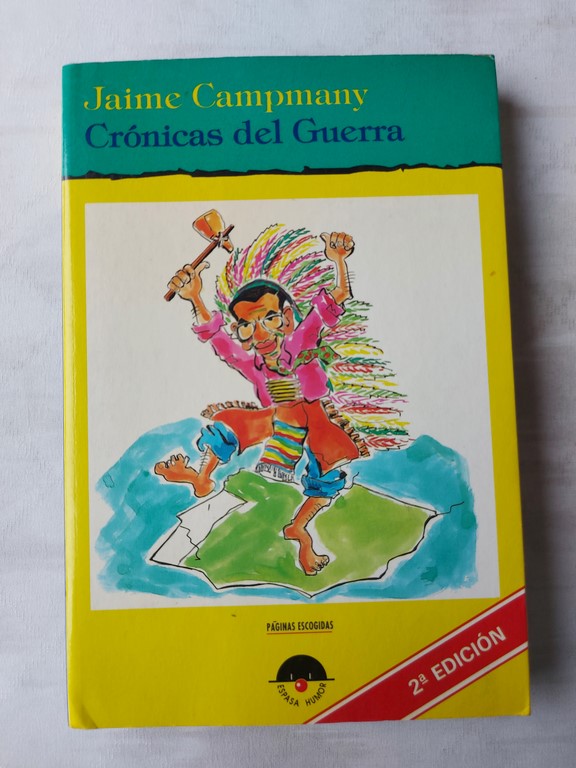 Jaime Campmany
Crónicas del Guerra
PÁGINAS ESCOGIDAS
ESPASA HUMOR
2ª EDICIÓN